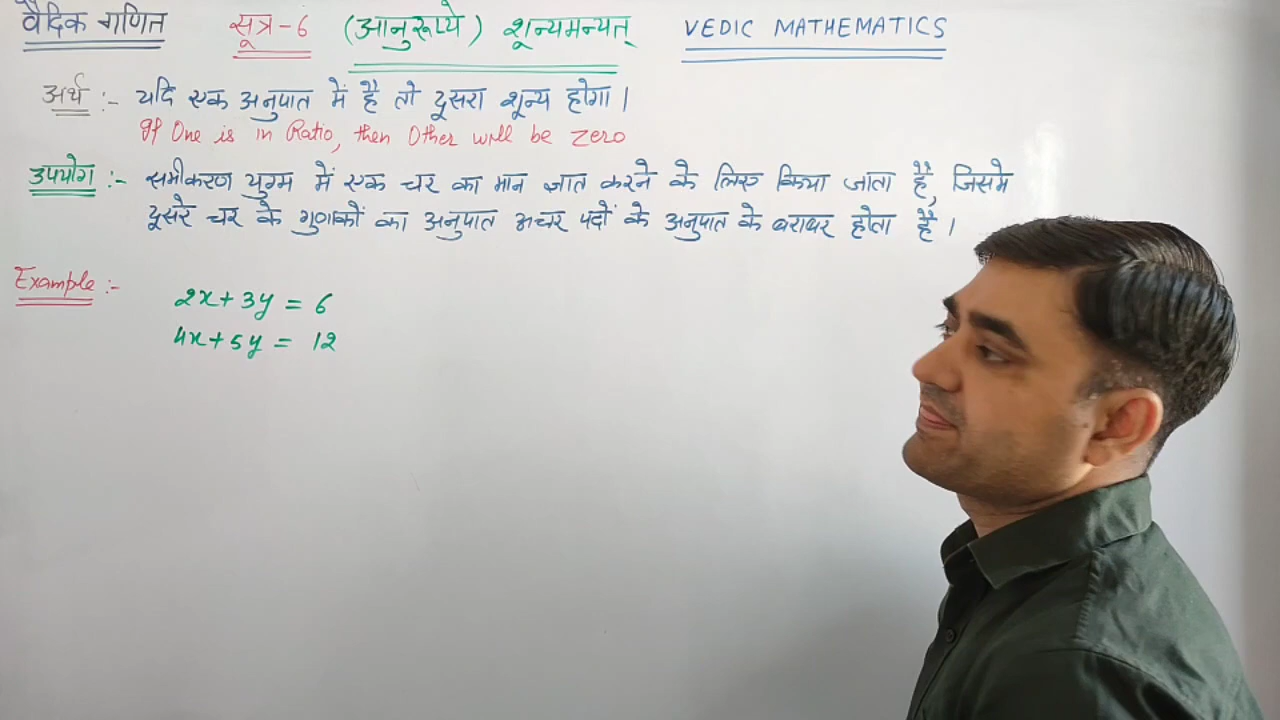 वैदिक गणित सूत्र-6 (आनुरूप्ये) शून्यमन्यत् VEDIC MATHEMATICS
अर्थ :- यदि एक अनुपात में है तो दूसरा शून्य होगा।
If One is in Ratio, then Other will be zero
उपयोग :- समीकरण युग्म में एक चर का मान ज्ञात करने के लिए किया जाता है, जिसमे
दूसरे चर के गुणाकों का अनुपात अचर पदों के अनुपात के बराबर होता है।
Example :-
2x + 3y = 6
4x + 5y = 12